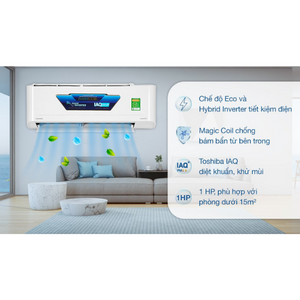 IAQ
Chế độ Eco và
Hybrid Inverter tiết kiệm điện
Magic Coil chống
bám bẩn từ bên trong
IAQ
Toshiba IAQ
diệt khuẩn, khử mùi
1HP
1 HP, phù hợp với
phòng dưới 15m²